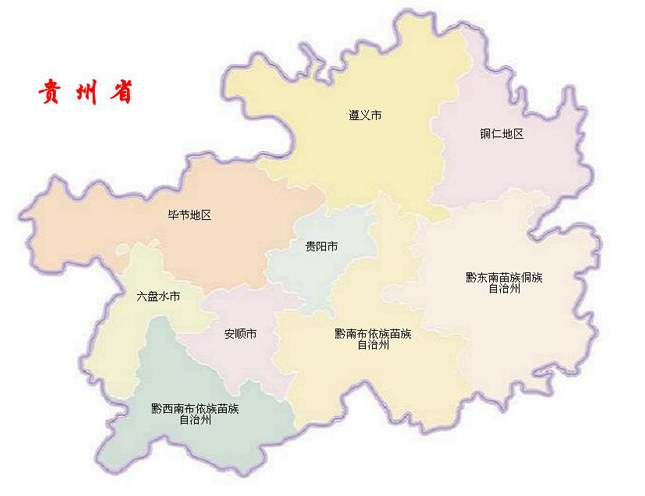 贵州省
遵义市
铜仁地区
毕节地区
贵阳市
黔东南苗族侗族
自治州
六盘水市
安顺市
黔南布依族苗族
自治州
黔西南布依族苗族
自治州